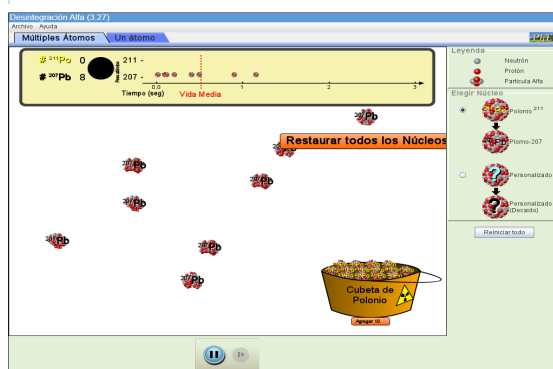 Desintegración Alfa (3.27)
Archivo Ayuda
Múltiples Átomos
Un átomo
# 211Po 0
# 207Pb 8
211 -
207 -
0.0 1 2 3
Tiempo (seg)
Vida Media
Restaurar todos los Núcleos
207Pb
207Pb
207Pb
207Pb
207Pb
207Pb
207Pb
207Pb
Cubeta de
Polonio
Agregar 10
Leyenda
Neutrón
Protón
Partícula Alfa
Elegir Núcleo
Polonio 211
Plomo-207
?
Personalizado
?
Personalizado
(Decaído)
Reiniciar todo